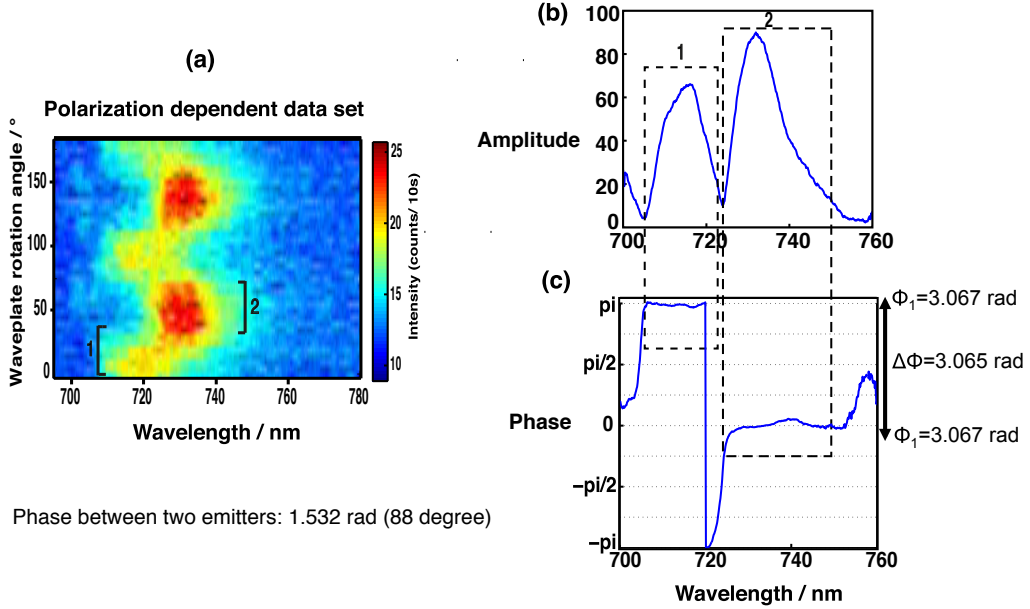 (a)
Polarization dependent data set
Waveplate rotation angle / °
150
100
50
0
1
2
700
720
740
760
780
Wavelength / nm
25
20
15
10
Intensity (counts/ 10s)
Phase between two emitters: 1.532 rad (88 degree)
(b)
Amplitude
100
80
60
40
20
0
1
2
700
720
740
760
(c)
Phase
pi
pi/2
0
−pi/2
−pi
700
720
740
760
Wavelength / nm
Φ₁=3.067 rad
ΔΦ=3.065 rad
Φ₁=3.067 rad